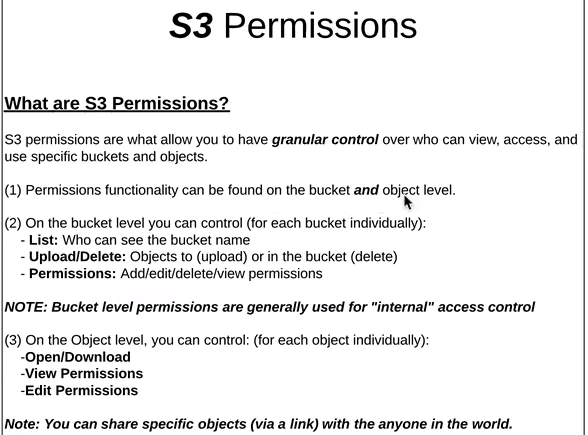 S3 Permissions
What are S3 Permissions?
S3 permissions are what allow you to have granular control over who can view, access, and
use specific buckets and objects.
(1) Permissions functionality can be found on the bucket and object level.
(2) On the bucket level you can control (for each bucket individually):
- List: Who can see the bucket name
- Upload/Delete: Objects to (upload) or in the bucket (delete)
- Permissions: Add/edit/delete/view permissions
NOTE: Bucket level permissions are generally used for "internal" access control
(3) On the Object level, you can control: (for each object individually):
-Open/Download
-View Permissions
-Edit Permissions
Note: You can share specific objects (via a link) with the anyone in the world.